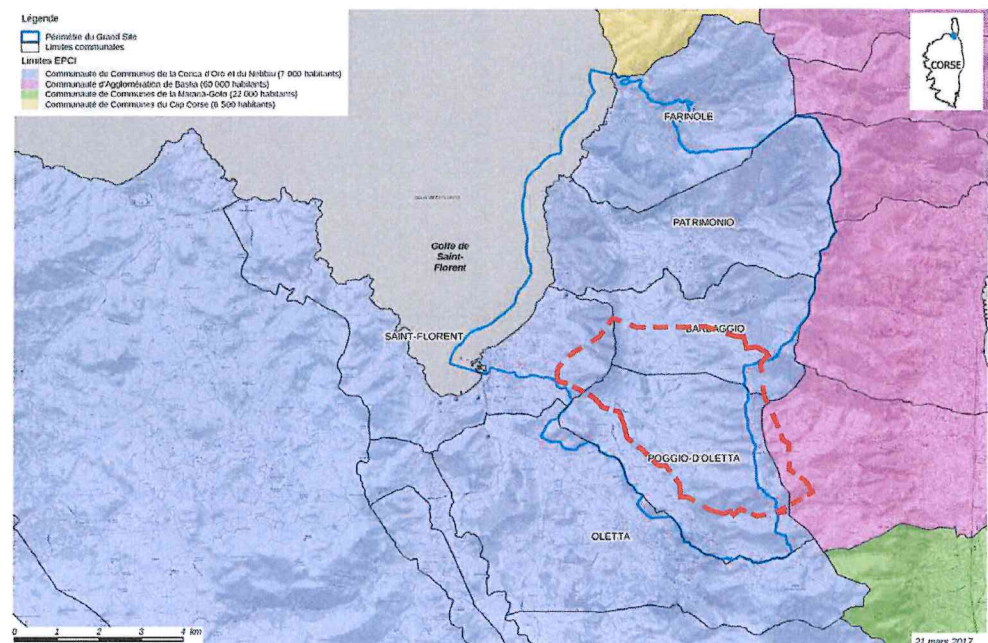 Légende
Périmètre du Grand Site
Limites communales
Limites EPCI
Communauté de Communes de la Conca d'Oro et du Nebbiu (7 000 habitants)
Communauté d'Agglomération de Bastia (60 000 habitants)
Communauté de Communes de la Marana-Golo (22 000 habitants)
Communauté de Communes du Cap Corse (6 500 habitants)
CORSE
FARINOLE
PATRIMONIO
Golfe de
Saint-
Florent
SAINT-FLORENT
BARBAGGIO
POGGIO-D'OLETTA
OLETTA
0 1 2 3 4 km
21 mars 2017